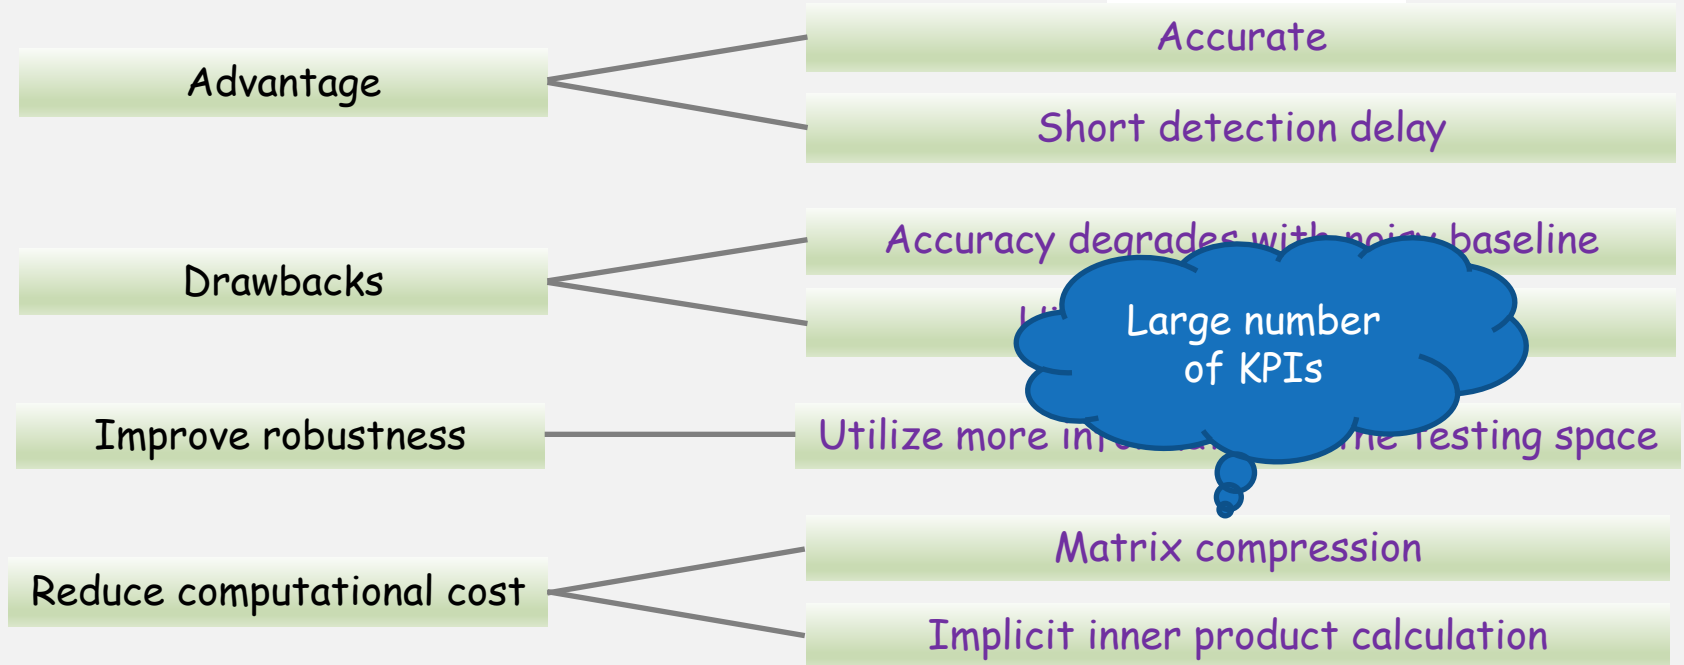 Advantage
Accurate
Short detection delay
Drawbacks
Accuracy degrades with noisy baseline
Large number
of KPIs
Improve robustness
Utilize more testing space
Reduce computational cost
Matrix compression
Implicit inner product calculation